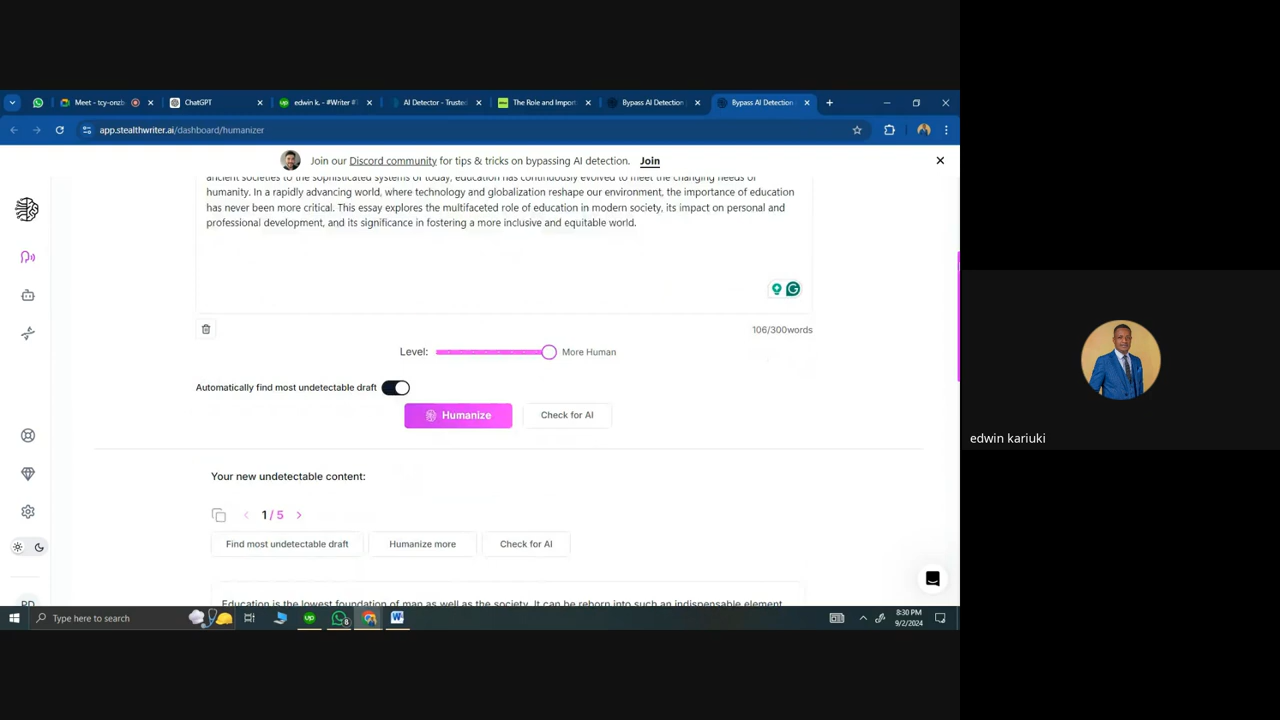 Meet - tcy-onzb
ChatGPT
edwin k. - #Writer #
AI Detector - Trusted
The Role and Import
Bypass AI Detection
Bypass AI Detection
app.stealthwriter.ai/dashboard/humanizer
Join our Discord community for tips & tricks on bypassing AI detection. Join
ancient societies to the sophisticated systems of today, education has continuously evolved to meet the changing needs of
humanity. In a rapidly advancing world, where technology and globalization reshape our environment, the importance of education
has never been more critical. This essay explores the multifaceted role of education in modern society, its impact on personal and
professional development, and its significance in fostering a more inclusive and equitable world.
106/300words
Level: More Human
Automatically find most undetectable draft
Humanize Check for AI
Your new undetectable content:
1 / 5
Find most undetectable draft Humanize more Check for AI
Education is the lowest foundation of man as well as the society. It can be reborn into such an indispensable element
Type here to search
8:30 PM
9/2/2024
edwin kariuki